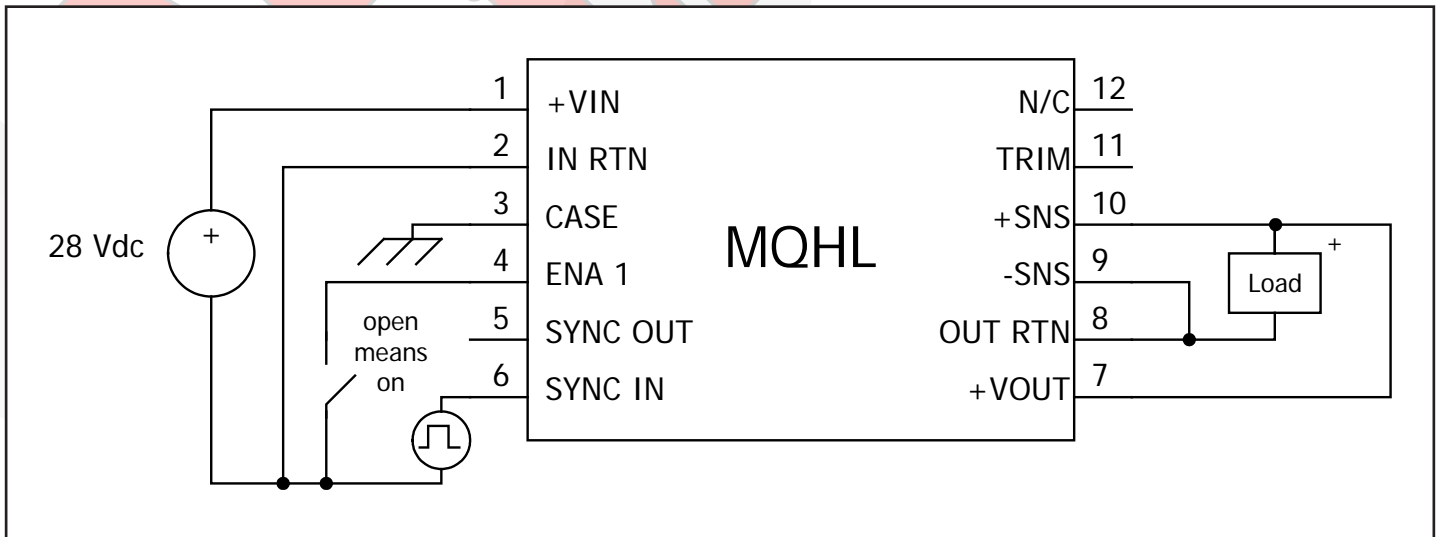 28 Vdc
+
1 +VIN
2 IN RTN
3 CASE
4 ENA 1
5 SYNC OUT
6 SYNC IN
open
means
on
MQHL
N/C 12
TRIM 11
+SNS 10
-SNS 9
OUT RTN 8
+VOUT 7
+
Load